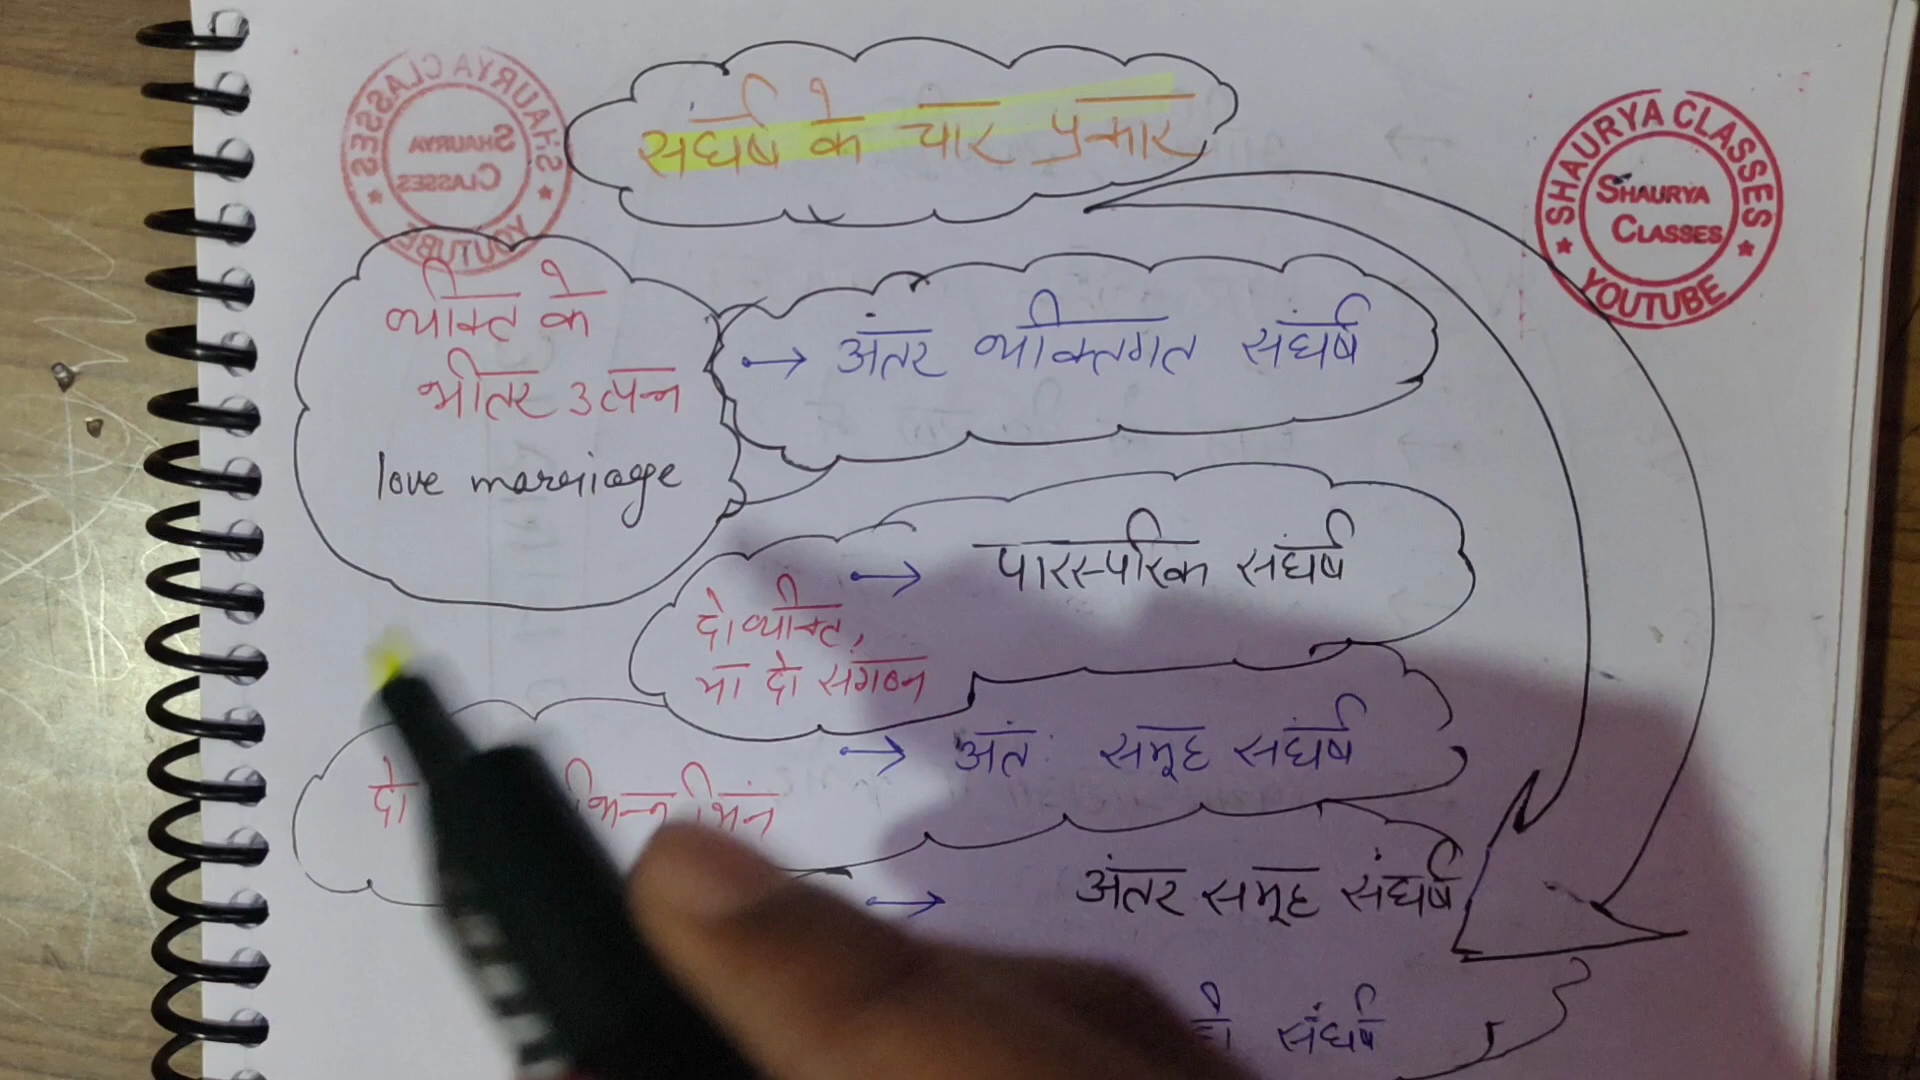 संघर्ष के चार प्रकार
SHAURYA CLASSES
SHAURYA
CLASSES
YOUTUBE
SHAURYA CLASSES
SHAURYA
CLASSES
YOUTUBE
व्यक्ति के
भीतर उत्पन्न
love marriage
→ अंतर व्यक्तिगत संघर्ष
→ पारस्परिक संघर्ष
दो व्यक्ति,
या दो संगठन
→ अंत: समूह संघर्ष
दो भिन्न भिंन
→ अंतर समूह संघर्ष
संघर्ष